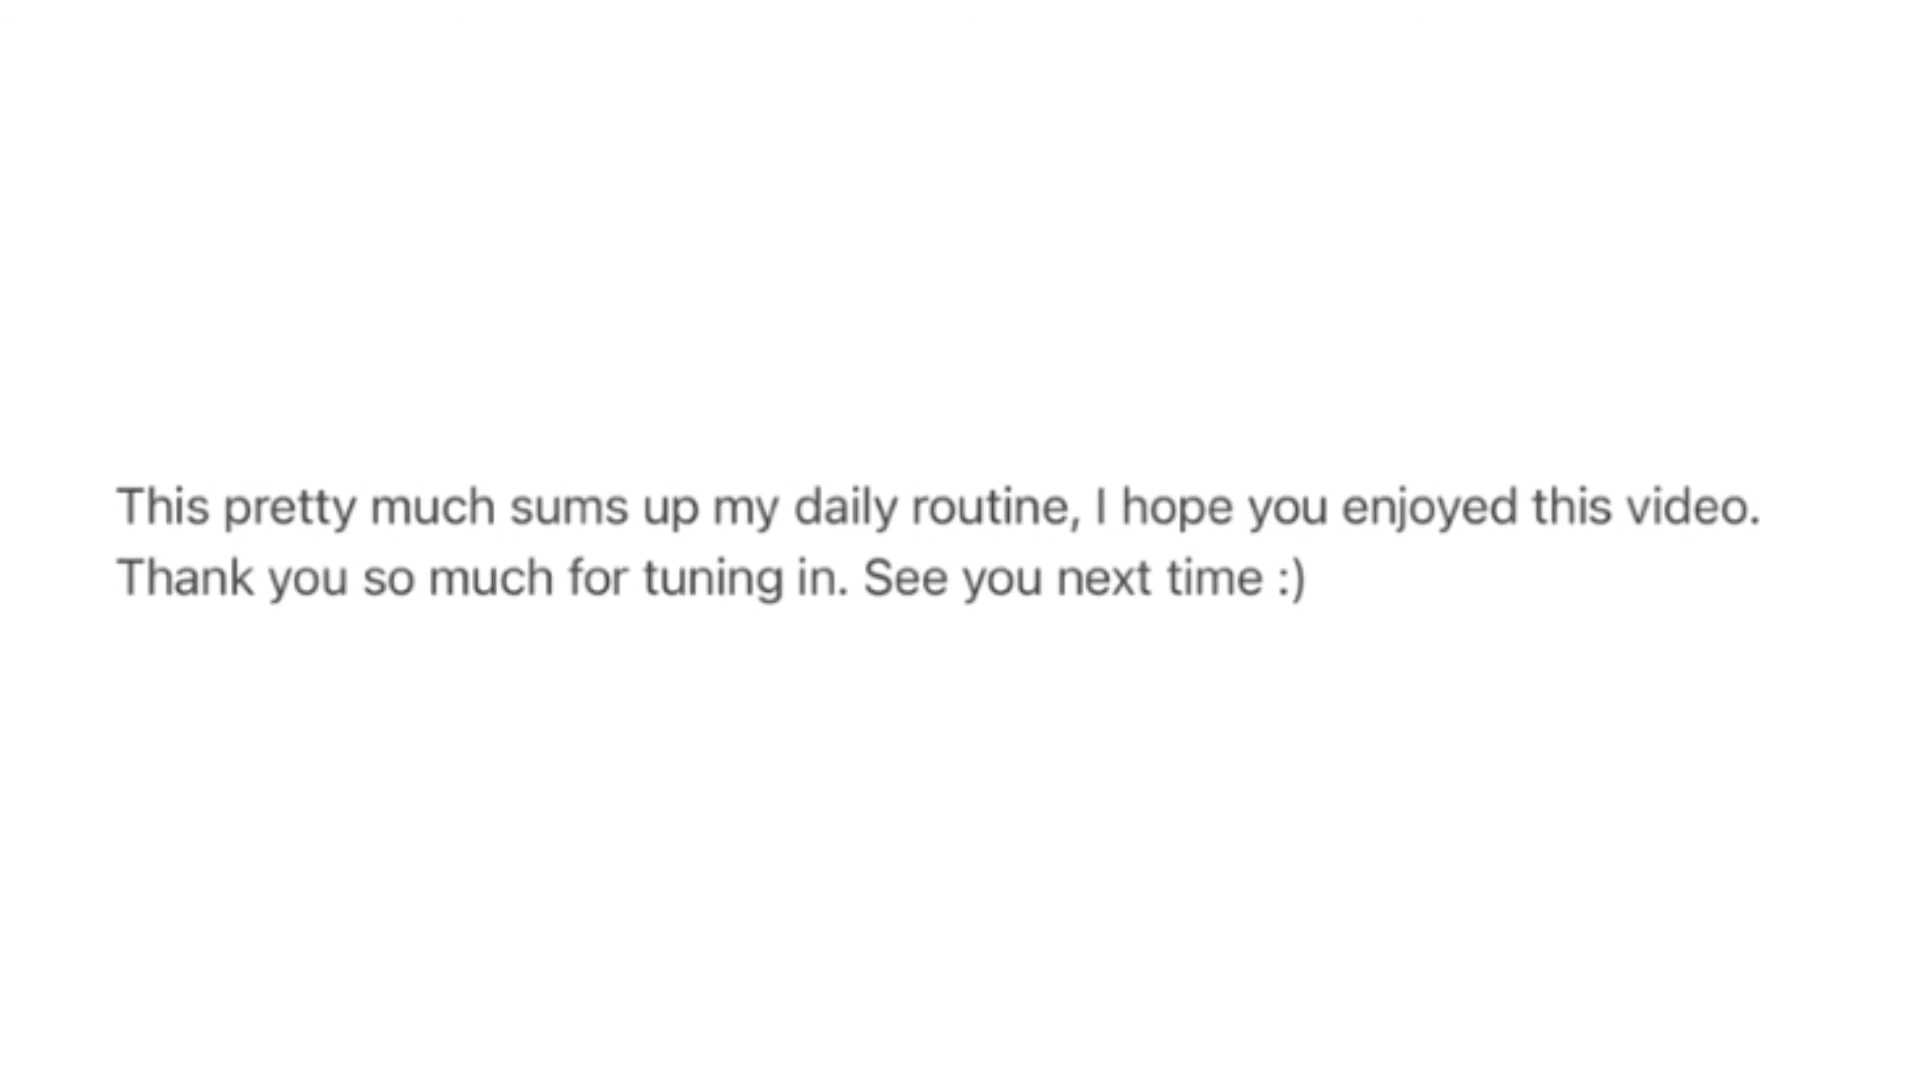 This pretty much sums up my daily routine, I hope you enjoyed this video.
Thank you so much for tuning in. See you next time :)